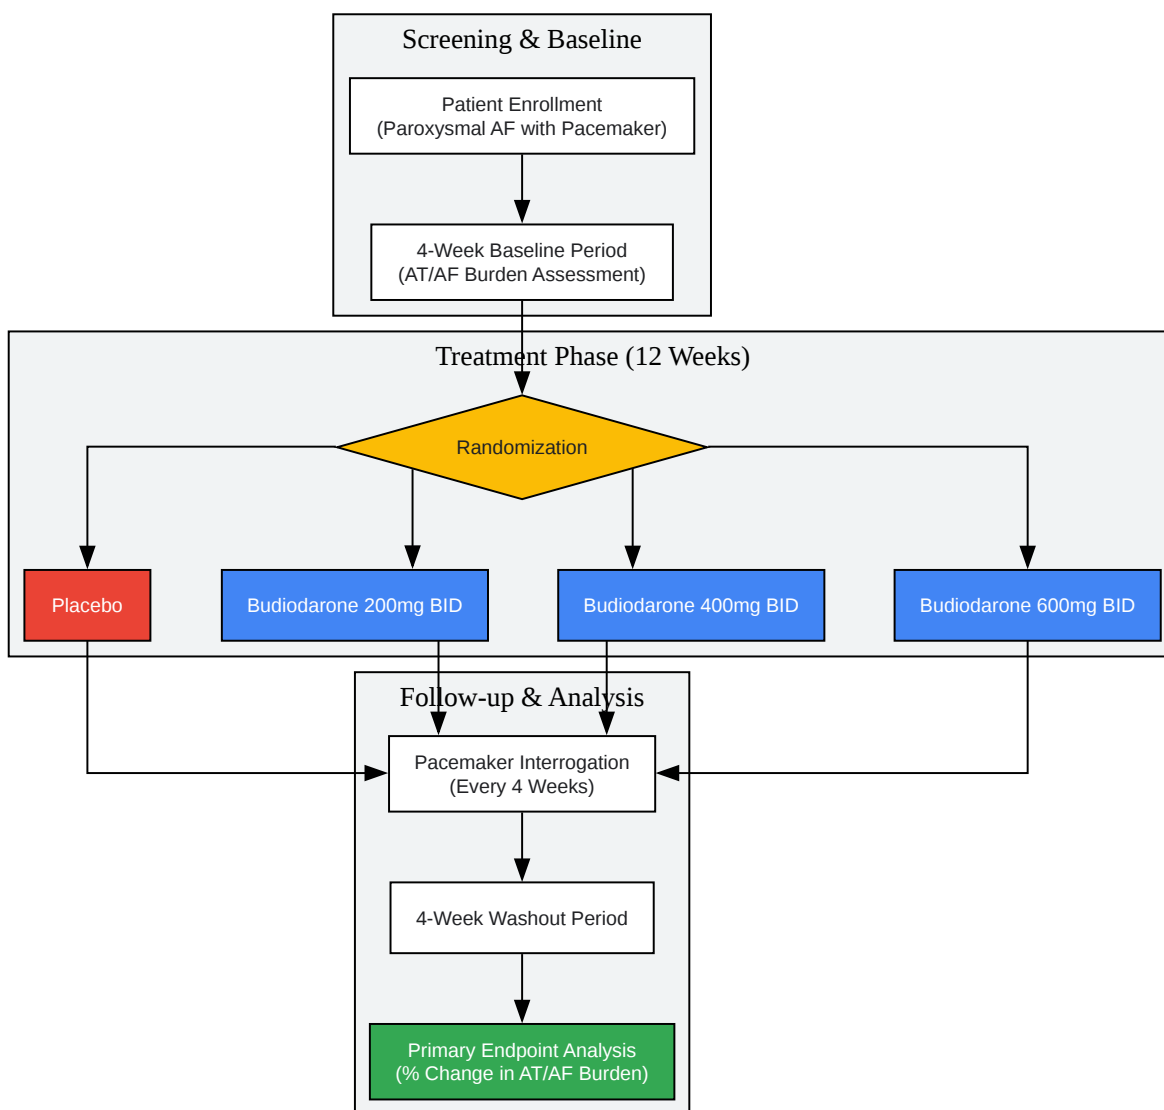 Screening & Baseline
Patient Enrollment
(Paroxysmal AF with Pacemaker)
4-Week Baseline Period
(AT/AF Burden Assessment)
Treatment Phase (12 Weeks)
Randomization
Placebo
Budiodarone 200mg BID
Budiodarone 400mg BID
Budiodarone 600mg BID
Follow-up & Analysis
Pacemaker Interrogation
(Every 4 Weeks)
4-Week Washout Period
Primary Endpoint Analysis
(% Change in AT/AF Burden)